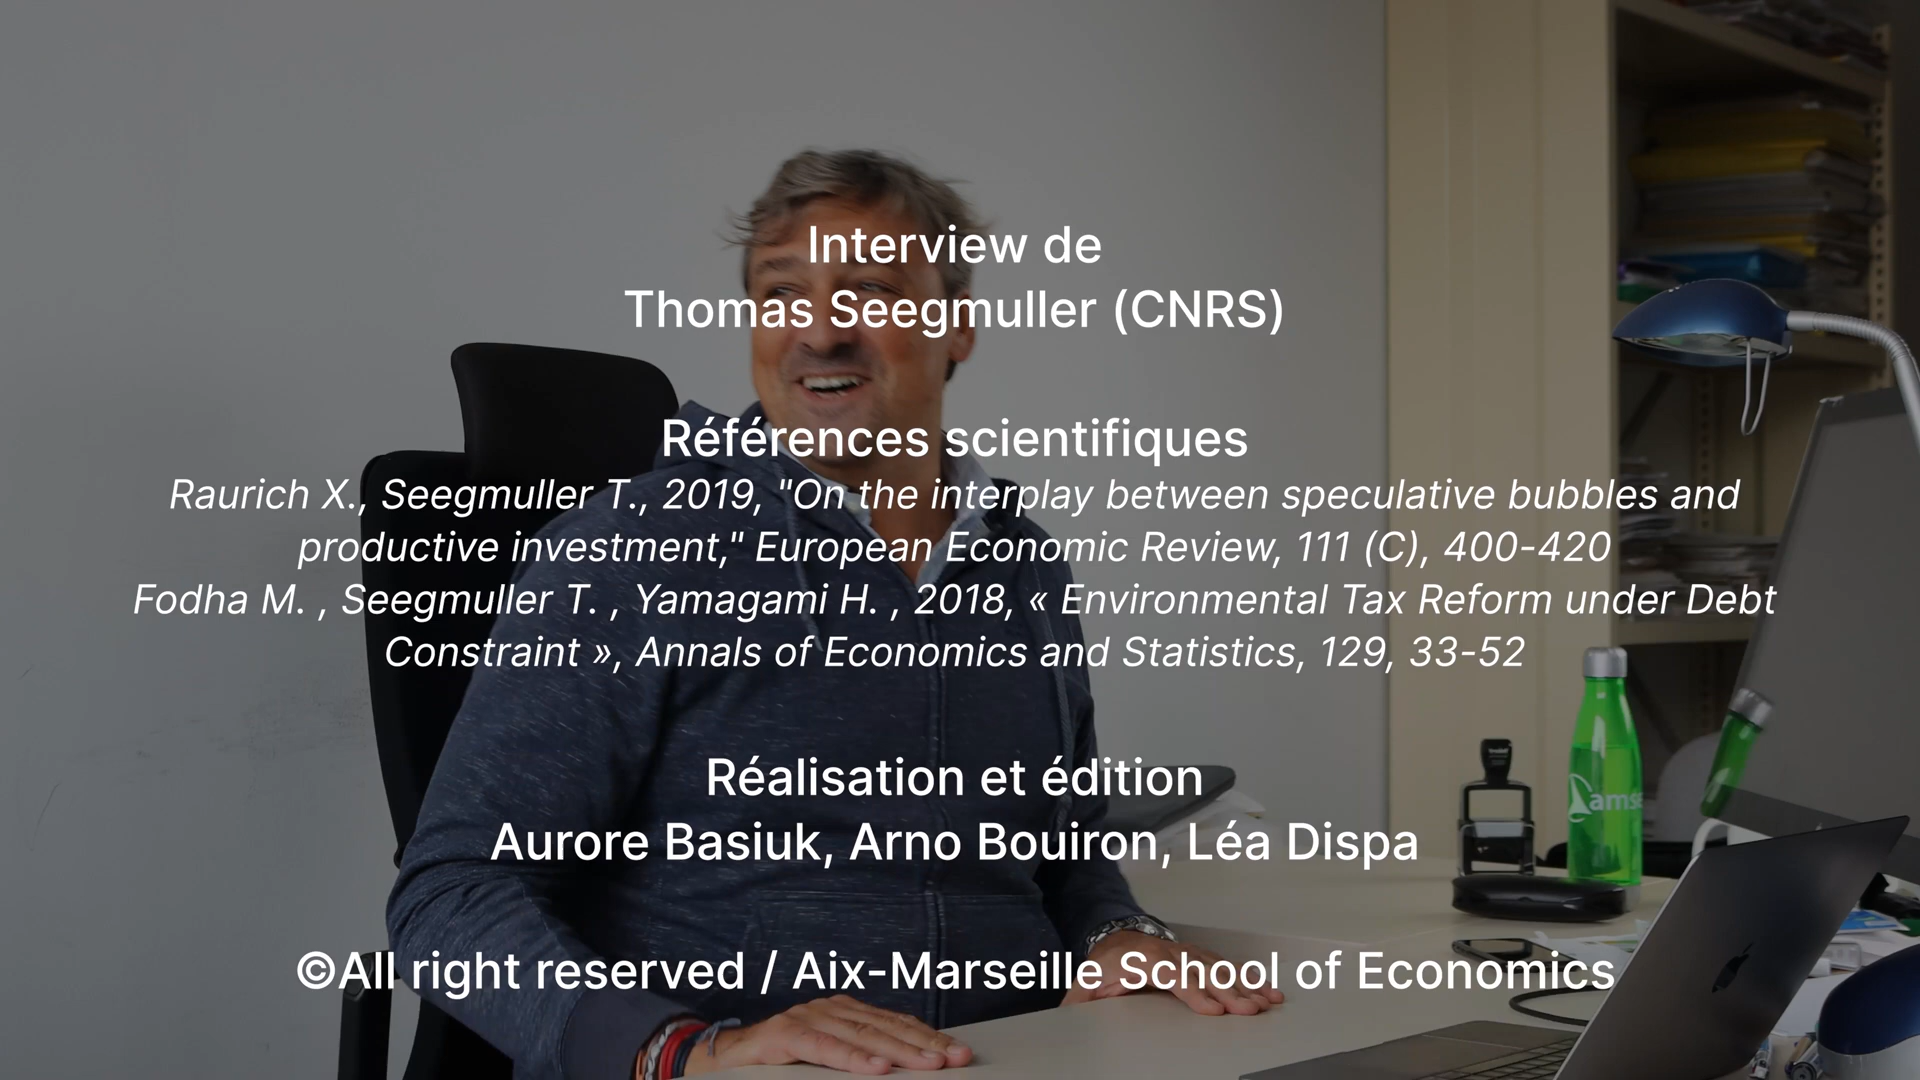 Interview de
Thomas Seegmuller (CNRS)
Références scientifiques
Raurich X., Seegmuller T., 2019, "On the interplay between speculative bubbles and
productive investment," European Economic Review, 111 (C), 400-420
Fodha M. , Seegmuller T. , Yamagami H. , 2018, « Environmental Tax Reform under Debt
Constraint », Annals of Economics and Statistics, 129, 33-52
Réalisation et édition
Aurore Basiuk, Arno Bouiron, Léa Dispa
©All right reserved / Aix-Marseille School of Economics
amse